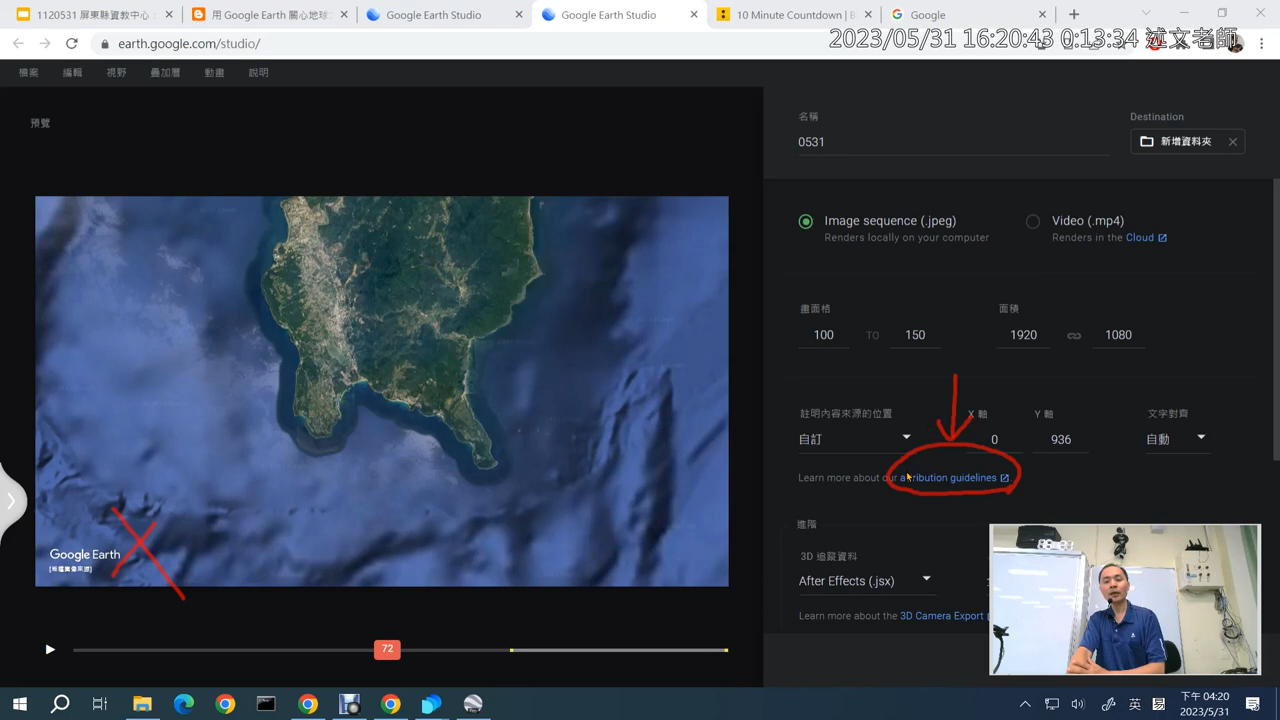 1120531 屏東縣資教中心：
用 Google Earth 關心地球
Google Earth Studio
Google Earth Studio
10 Minute Countdown | B
Google
earth.google.com/studio/
2023/05/31 16:20:43 0:13:34 述文老師
檔案 編輯 視野 疊加層 動畫 說明
預覽
名稱
Destination
0531
新增資料夾
Image sequence (.jpeg)
Renders locally on your computer
Video (.mp4)
Renders in the Cloud
畫面格
面積
100 TO 150
1920 1080
註明內容來源的位置
X 軸
Y 軸
文字對齊
自訂
0
936
自動
Learn more about our attribution guidelines
進階
3D 追蹤資料
After Effects (.jsx)
Learn more about the 3D Camera Export
Google Earth
72
英
下午 04:20
2023/5/31